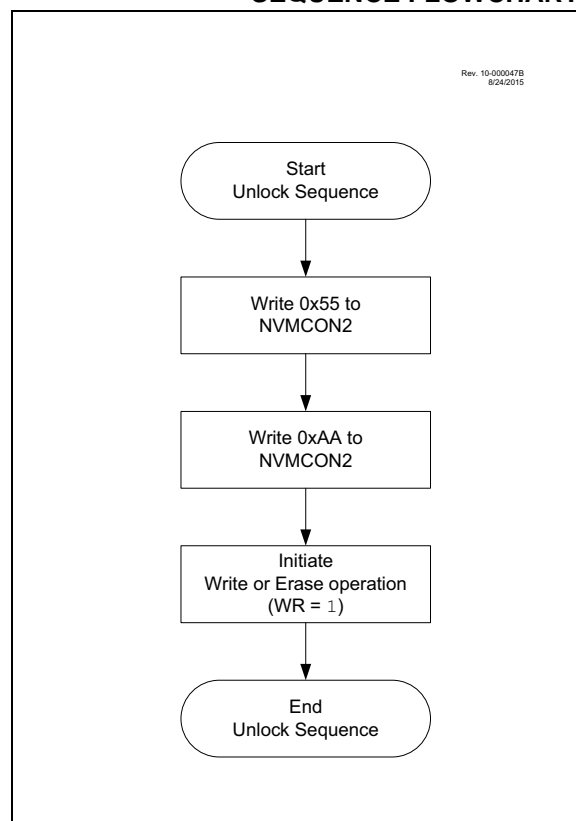 SEQUENCE FLOWCHART
Rev. 10-000047B
8/24/2015
Start
Unlock Sequence
Write 0x55 to
NVMCON2
Write 0xAA to
NVMCON2
Initiate
Write or Erase operation
(WR = 1)
End
Unlock Sequence